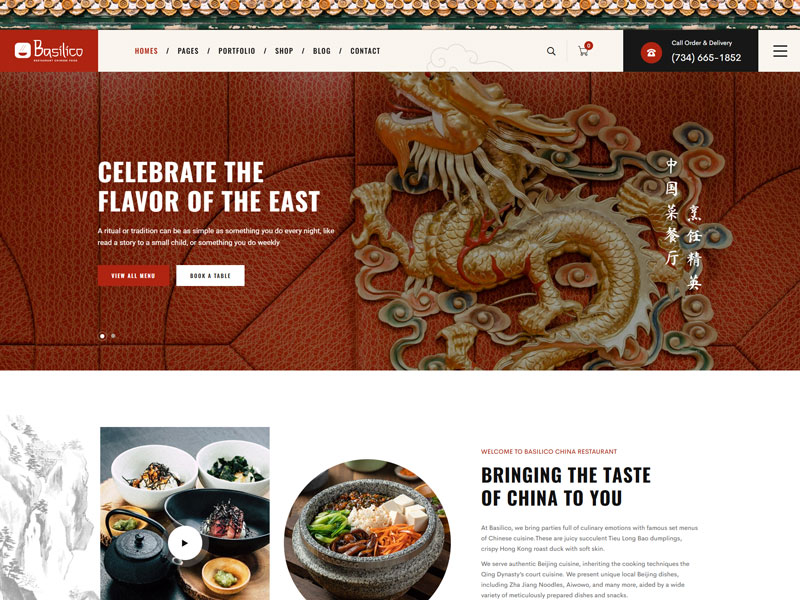 Basilico
RESTAURANT CHINESE FOOD
HOMES / PAGES / PORTFOLIO / SHOP / BLOG / CONTACT
0
Call Order & Delivery
(734) 665-1852
CELEBRATE THE
FLAVOR OF THE EAST
A ritual or tradition can be as simple as something you do every night, like
read a story to a small child, or something you do weekly
VIEW ALL MENU
BOOK A TABLE
中国菜餐厅
烹饪精英
WELCOME TO BASILICO CHINA RESTAURANT
BRINGING THE TASTE
OF CHINA TO YOU
At Basilico, we bring parties full of culinary emotions with famous set menus
of Chinese cuisine.These are juicy succulent Tieu Long Bao dumplings,
crispy Hong Kong roast duck with soft skin.
We serve authentic Beijing cuisine, inheriting the cooking techniques the
Qing Dynasty's court cuisine. We present unique local Beijing dishes,
including Zha Jiang Noodles, Aiwowo, and many more, aided by a wide
variety of meticulously prepared dishes and snacks.